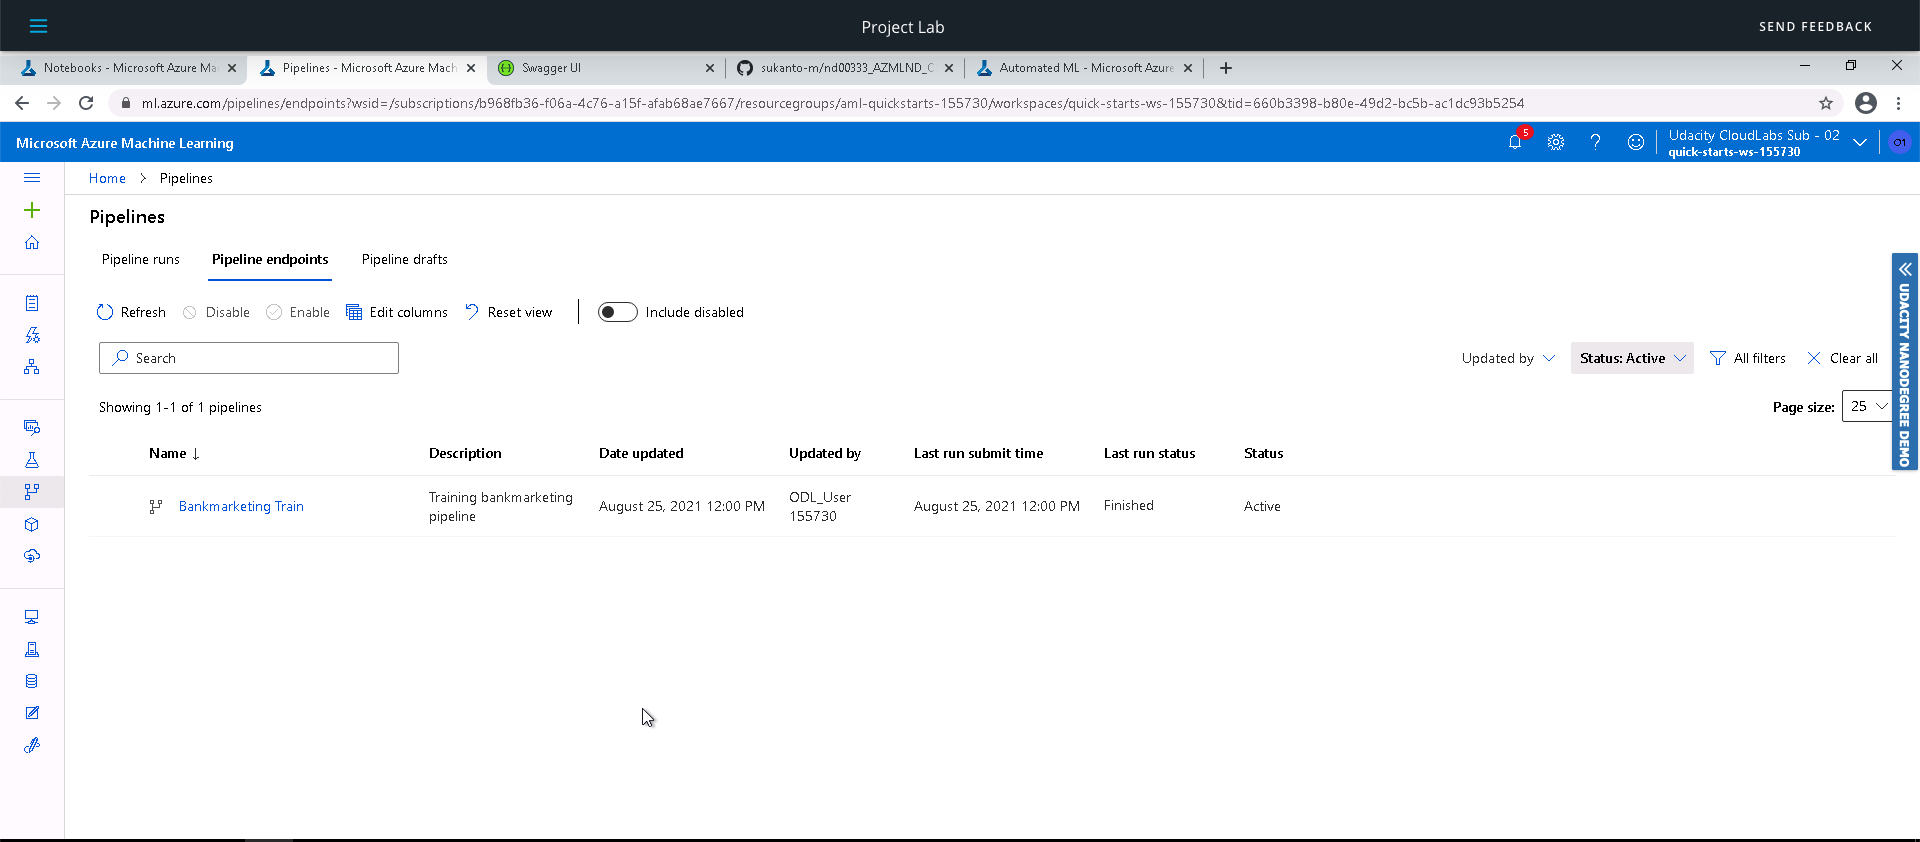 Project Lab
SEND FEEDBACK
Notebooks - Microsoft Azure Ma
Pipelines - Microsoft Azure Mach
Swagger UI
sukanto-m/nd00333_AZMLND_C
Automated ML - Microsoft Azure
ml.azure.com/pipelines/endpoints?wsid=/subscriptions/b968fb36-f06a-4c76-a15f-afab68ae7667/resourcegroups/aml-quickstarts-155730/workspaces/quick-starts-ws-155730&tid=660b3398-b80e-49d2-bc5b-ac1dc93b5254
Microsoft Azure Machine Learning
5
Udacity CloudLabs Sub - 02
quick-starts-ws-155730
O1
Home > Pipelines
Pipelines
Pipeline runs Pipeline endpoints Pipeline drafts
Refresh Disable Enable Edit columns Reset view Include disabled
Search
Updated by Status: Active All filters Clear all
Showing 1-1 of 1 pipelines
Page size: 25
UDACITY NANODEGREE DEMO
Name ↓ Description Date updated Updated by Last run submit time Last run status Status
Bankmarketing Train
Training bankmarketing
pipeline
August 25, 2021 12:00 PM
ODL_User
155730
August 25, 2021 12:00 PM
Finished
Active